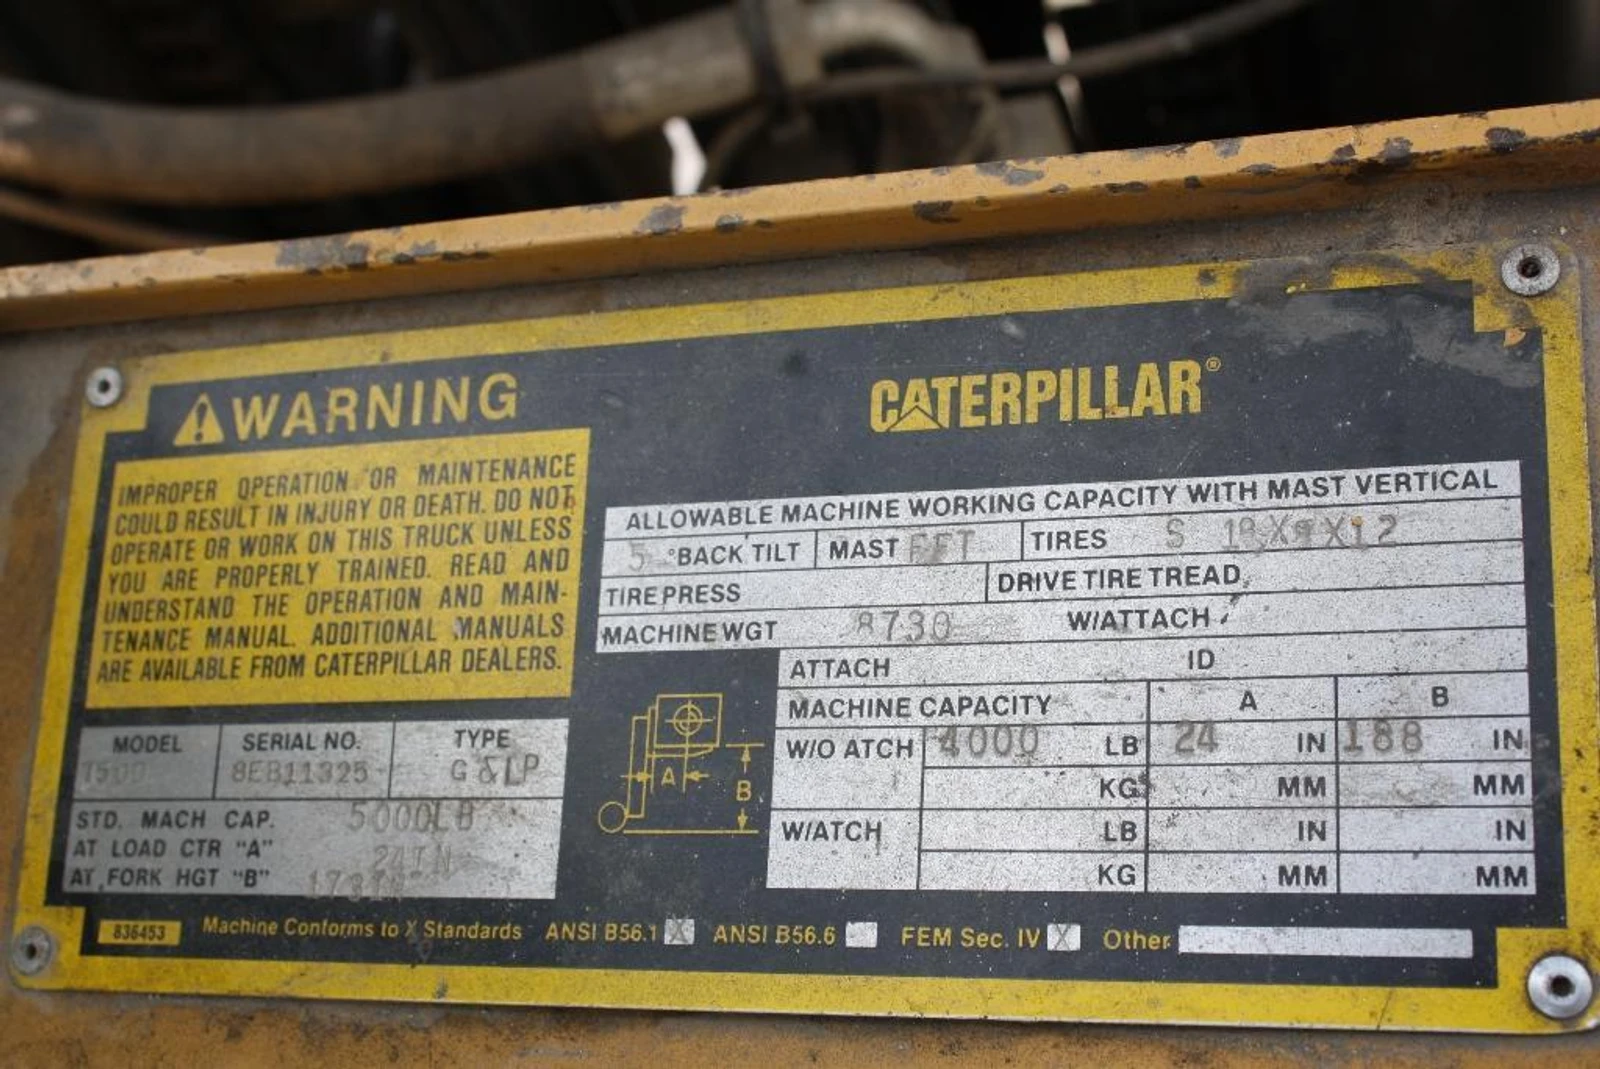 WARNING
IMPROPER OPERATION OR MAINTENANCE
COULD RESULT IN INJURY OR DEATH. DO NOT
OPERATE OR WORK ON THIS TRUCK UNLESS
YOU ARE PROPERLY TRAINED. READ AND
UNDERSTAND THE OPERATION AND MAIN-
TENANCE MANUAL. ADDITIONAL MANUALS
ARE AVAILABLE FROM CATERPILLAR DEALERS.
MODEL SERIAL NO. TYPE
T50D 8EB11325 G & LP
STD. MACH CAP. 5000LB
AT LOAD CTR "A" 24IN
AT FORK HGT "B"
CATERPILLAR®
ALLOWABLE MACHINE WORKING CAPACITY WITH MAST VERTICAL
5 °BACK TILT MAST FFT TIRES S 18X9X12
TIRE PRESS DRIVE TIRE TREAD
MACHINE WGT 8730 W/ATTACH
ATTACH ID
MACHINE CAPACITY A B
W/O ATCH 4000 LB 24 IN 188 IN
KG MM MM
W/ATCH LB IN IN
KG MM MM
A
B
836453 Machine Conforms to X Standards ANSI B56.1 X ANSI B56.6 FEM Sec. IV X Other